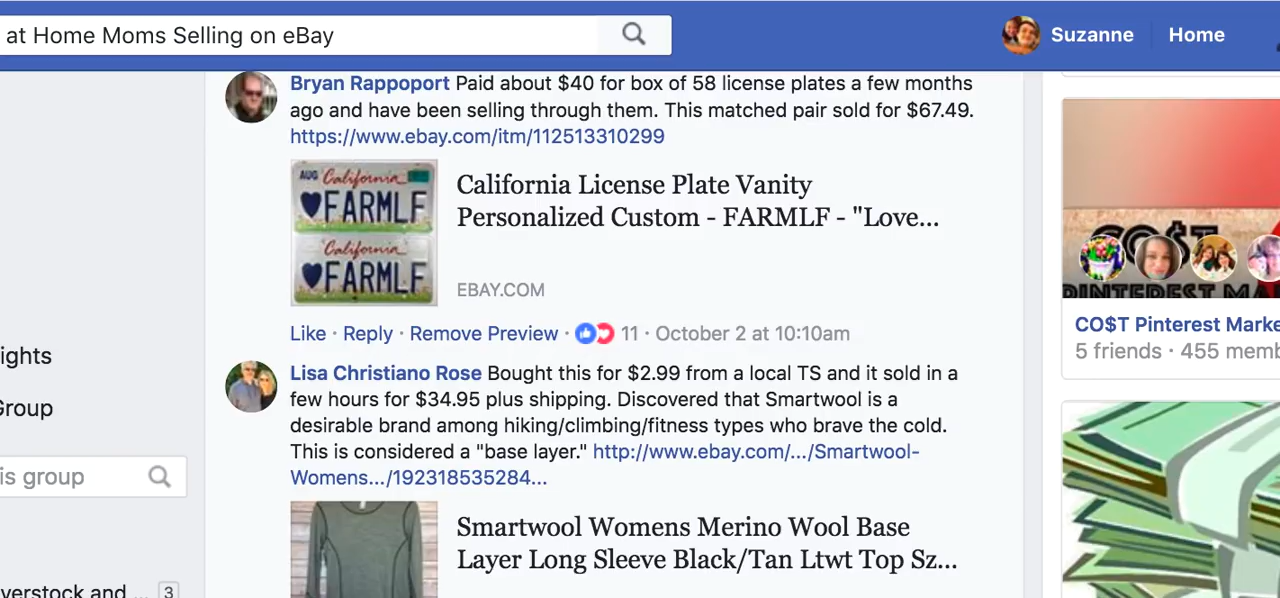 at Home Moms Selling on eBay
Suzanne
Home
Bryan Rappoport Paid about $40 for box of 58 license plates a few months
ago and have been selling through them. This matched pair sold for $67.49.
https://www.ebay.com/itm/112513310299
AUG California
FARMLF
California
FARMLF
California License Plate Vanity
Personalized Custom - FARMLF - "Love...
EBAY.COM
Like · Reply · Remove Preview · 11 · October 2 at 10:10am
Lisa Christiano Rose Bought this for $2.99 from a local TS and it sold in a
few hours for $34.95 plus shipping. Discovered that Smartwool is a
desirable brand among hiking/climbing/fitness types who brave the cold.
This is considered a "base layer." http://www.ebay.com/.../Smartwool-
Womens.../192318535284...
Smartwool Womens Merino Wool Base
Layer Long Sleeve Black/Tan Ltwt Top Sz...
ights
Group
is group
verstock and ... 3
CO$T
PINTEREST MA
CO$T Pinterest Marke
5 friends · 455 memb